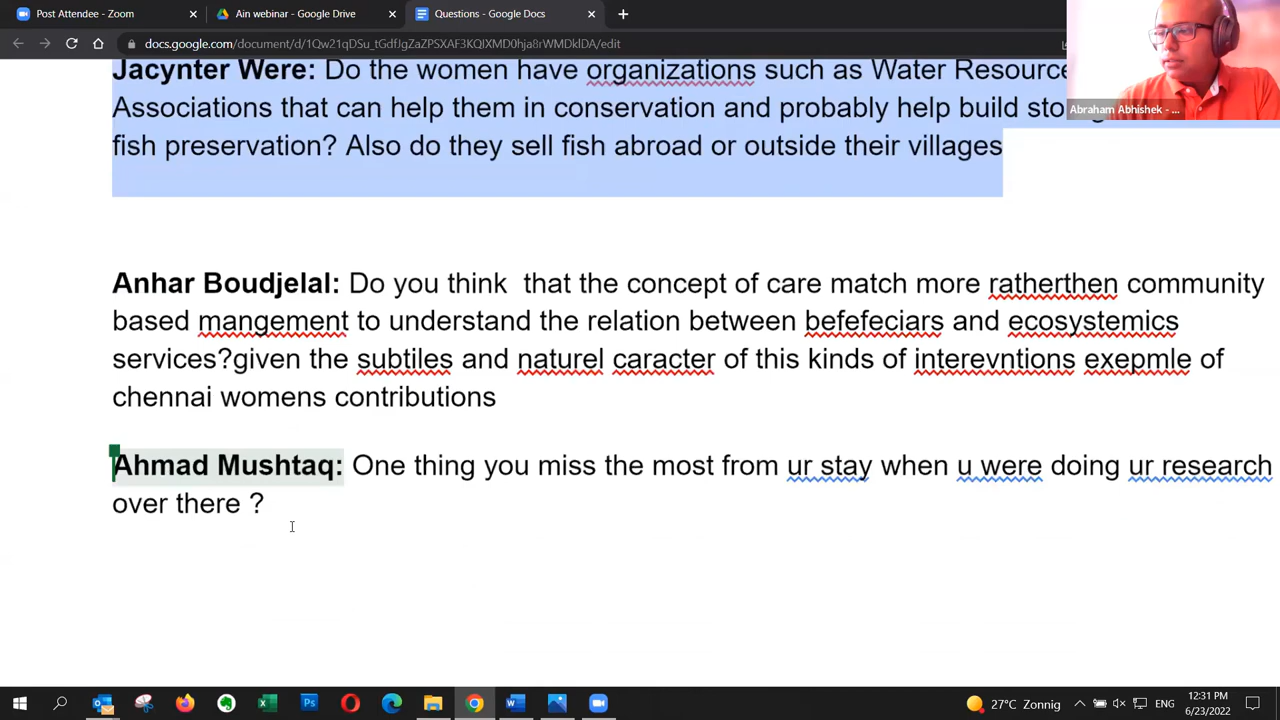 Post Attendee - Zoom
Ain webinar - Google Drive
Questions - Google Docs
docs.google.com/document/d/1Qw21qDSu_tGdfJgZaZPSXAF3KQIXMD0hja8rWMDklDA/edit
Abraham Abhishek - ...
Jacynter Were: Do the women have organizations such as Water Resource
Associations that can help them in conservation and probably help build
fish preservation? Also do they sell fish abroad or outside their villages
Anhar Boudjelal: Do you think that the concept of care match more ratherthen community
based mangement to understand the relation between befefeciars and ecosystemics
services?given the subtiles and naturel caracter of this kinds of interevntions exepmle of
chennai womens contributions
Ahmad Mushtaq: One thing you miss the most from ur stay when u were doing ur research
over there ?
27°C Zonnig
ENG
12:31 PM
6/23/2022